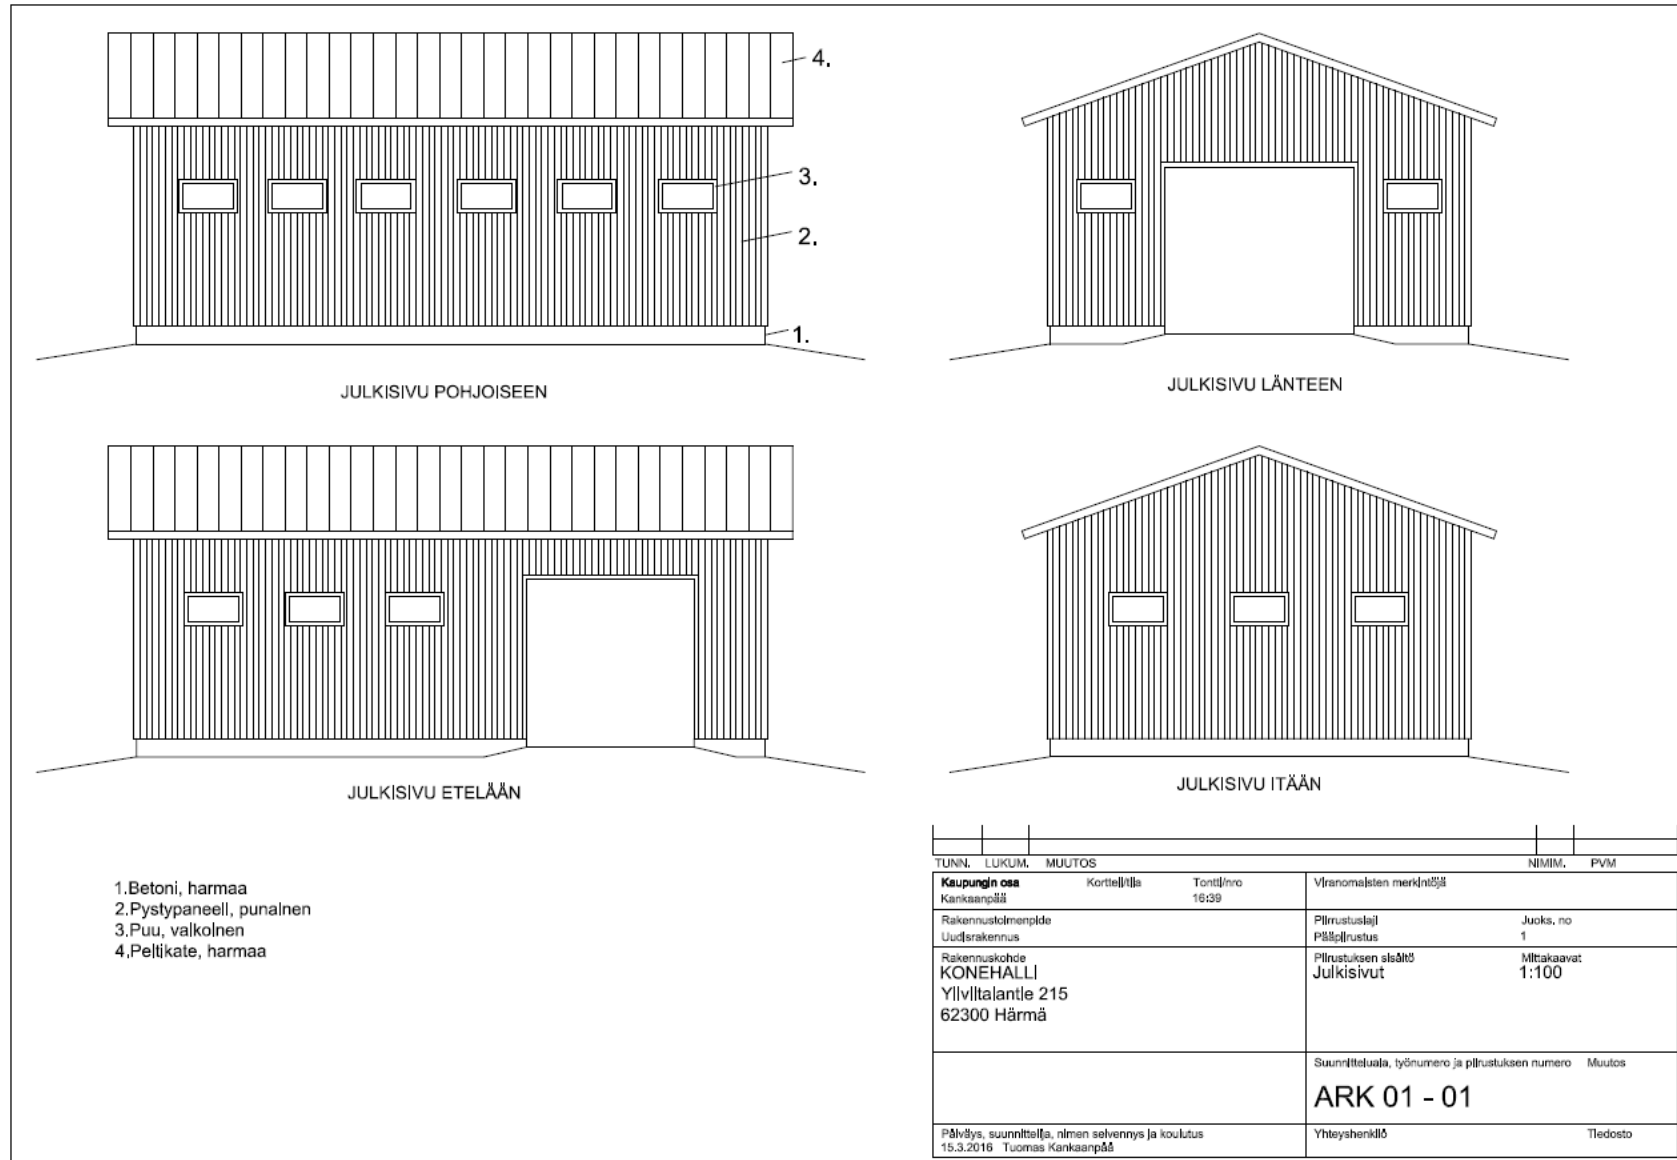 4.
3.
2.
1.
JULKISIVU POHJOISEEN
JULKISIVU LÄNTEEN
JULKISIVU ETELÄÄN
JULKISIVU ITÄÄN
1.Betoni, harmaa
2.Pystypaneeli, punainen
3.Puu, valkoinen
4.Peltikate, harmaa
TUNN. LUKUM. MUUTOS NIMIM. PVM
Kaupungin osa Kortteli/tila Tontti/nro Viranomaisten merkintöjä
Kankaanpää 16:39
Rakennustoimenpide Piirrustuslaji Juoks. no
Uudisrakennus Pääpiirustus 1
Rakennuskohde Piirustuksen sisältö Mittakaavat
KONEHALLI Julkisivut 1:100
Yliviitalantie 215
62300 Härmä
Suunnitteluala, työnumero ja piirustuksen numero Muutos
ARK 01 - 01
Päiväys, suunnittelija, nimen selvennys ja koulutus Yhteyshenkilö Tiedosto
15.3.2016 Tuomas Kankaanpää